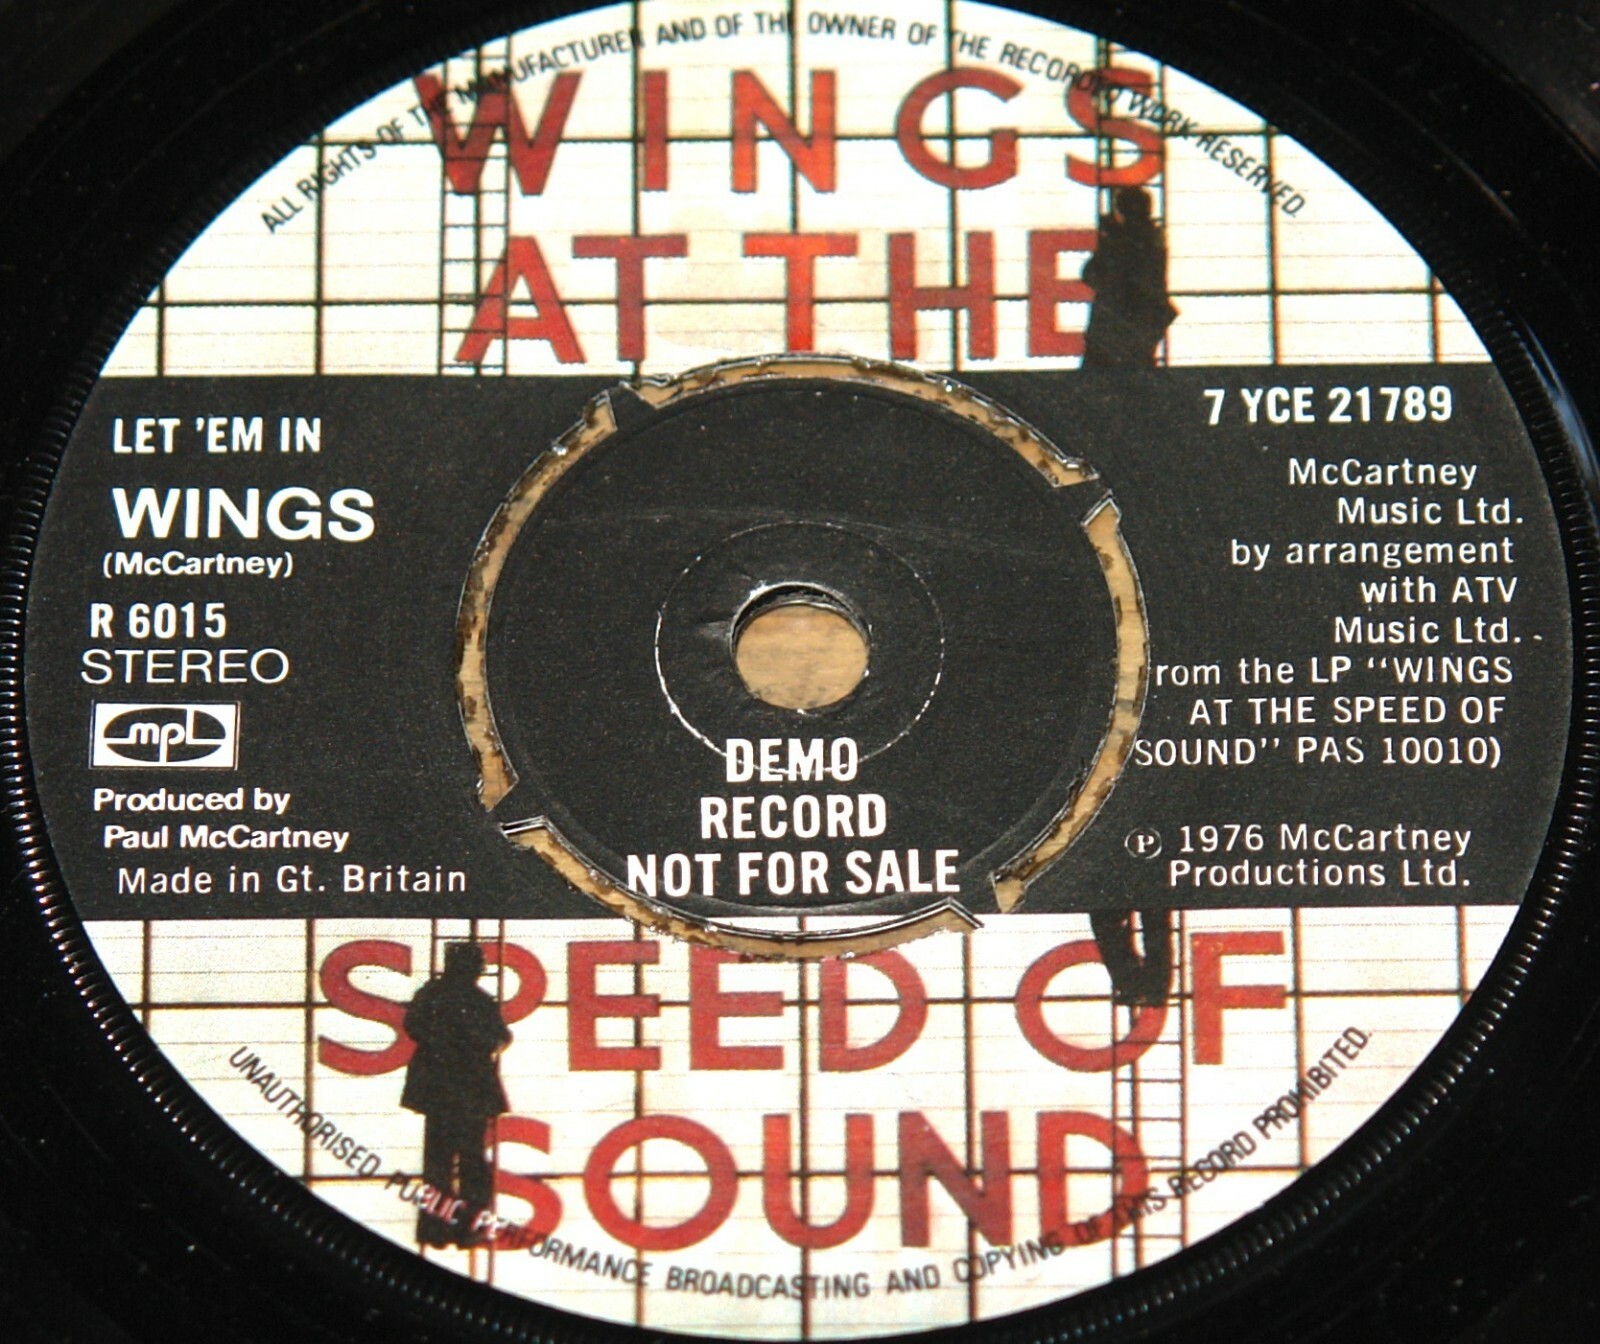 ALL RIGHTS OF THE MANUFACTURER AND OF THE OWNER OF THE RECORDED WORK RESERVED.
WINGS
AT THE
LET 'EM IN
WINGS
(McCartney)
R 6015
STEREO
mpl
Produced by
Paul McCartney
Made in Gt. Britain
DEMO
RECORD
NOT FOR SALE
7 YCE 21789
McCartney
Music Ltd.
by arrangement
with ATV
Music Ltd.
rom the LP “WINGS
AT THE SPEED OF
SOUND” PAS 10010)
Ⓟ 1976 McCartney
Productions Ltd.
SPEED OF
SOUND
UNAUTHORISED PUBLIC PERFORMANCE BROADCASTING AND COPYING OF THIS RECORD PROHIBITED.